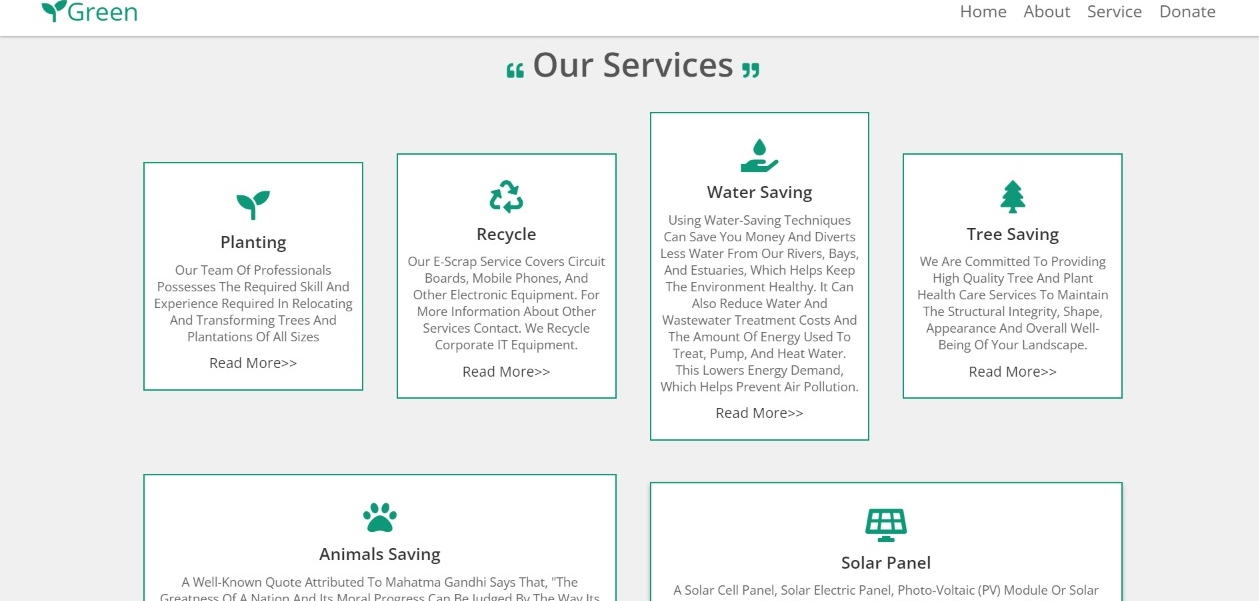 Green
Home About Service Donate
“ Our Services ”
Planting
Our Team Of Professionals
Possesses The Required Skill And
Experience Required In Relocating
And Transforming Trees And
Plantations Of All Sizes
Read More>>
Recycle
Our E-Scrap Service Covers Circuit
Boards, Mobile Phones, And
Other Electronic Equipment. For
More Information About Other
Services Contact. We Recycle
Corporate IT Equipment.
Read More>>
Water Saving
Using Water-Saving Techniques
Can Save You Money And Diverts
Less Water From Our Rivers, Bays,
And Estuaries, Which Helps Keep
The Environment Healthy. It Can
Also Reduce Water And
Wastewater Treatment Costs And
The Amount Of Energy Used To
Treat, Pump, And Heat Water.
This Lowers Energy Demand,
Which Helps Prevent Air Pollution.
Read More>>
Tree Saving
We Are Committed To Providing
High Quality Tree And Plant
Health Care Services To Maintain
The Structural Integrity, Shape,
Appearance And Overall Well-
Being Of Your Landscape.
Read More>>
Animals Saving
A Well-Known Quote Attributed To Mahatma Gandhi Says That, "The
Greatness Of A Nation And Its Moral Progress Can Be Judged By The Way Its
Solar Panel
A Solar Cell Panel, Solar Electric Panel, Photo-Voltaic (PV) Module Or Solar